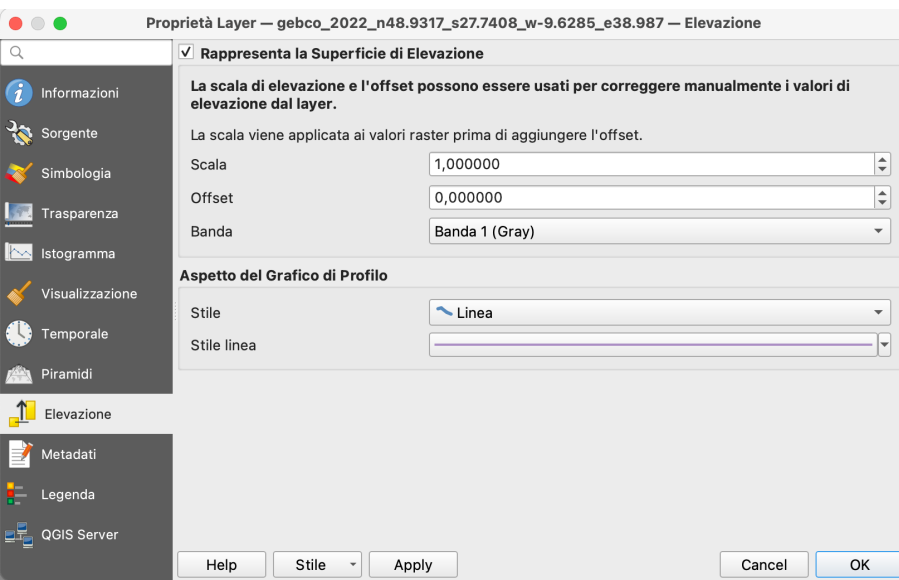 Proprietà Layer — gebco_2022_n48.9317_s27.7408_w-9.6285_e38.987 — Elevazione
Informazioni
Sorgente
Simbologia
Trasparenza
Istogramma
Visualizzazione
Temporale
Piramidi
Elevazione
Metadati
Legenda
QGIS Server
Rappresenta la Superficie di Elevazione
La scala di elevazione e l'offset possono essere usati per correggere manualmente i valori di
elevazione dal layer.
La scala viene applicata ai valori raster prima di aggiungere l'offset.
Scala 1,000000
Offset 0,000000
Banda Banda 1 (Gray)
Aspetto del Grafico di Profilo
Stile Linea
Stile linea
Help Stile Apply Cancel OK